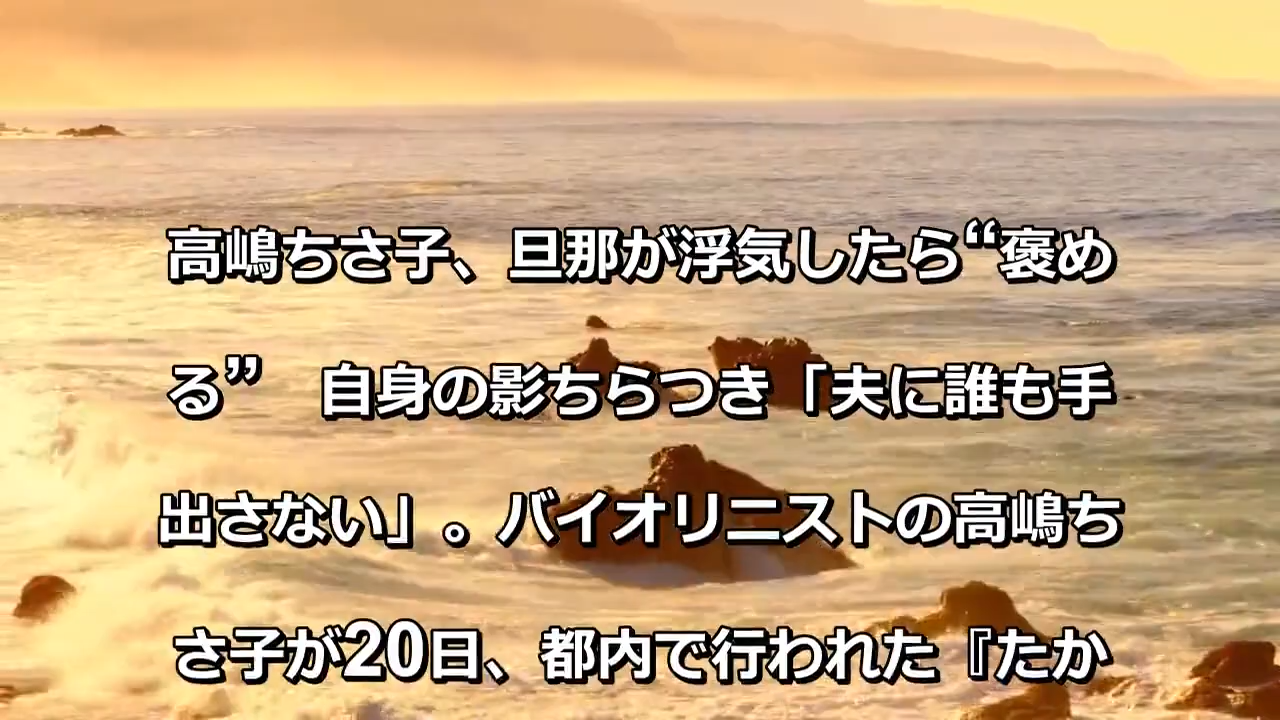 高嶋ちさ子、旦那が浮気したら“褒め
る”　自身の影ちらつき「夫に誰も手
出さない」。バイオリニストの高嶋ち
さ子が20日、都内で行われた『たか